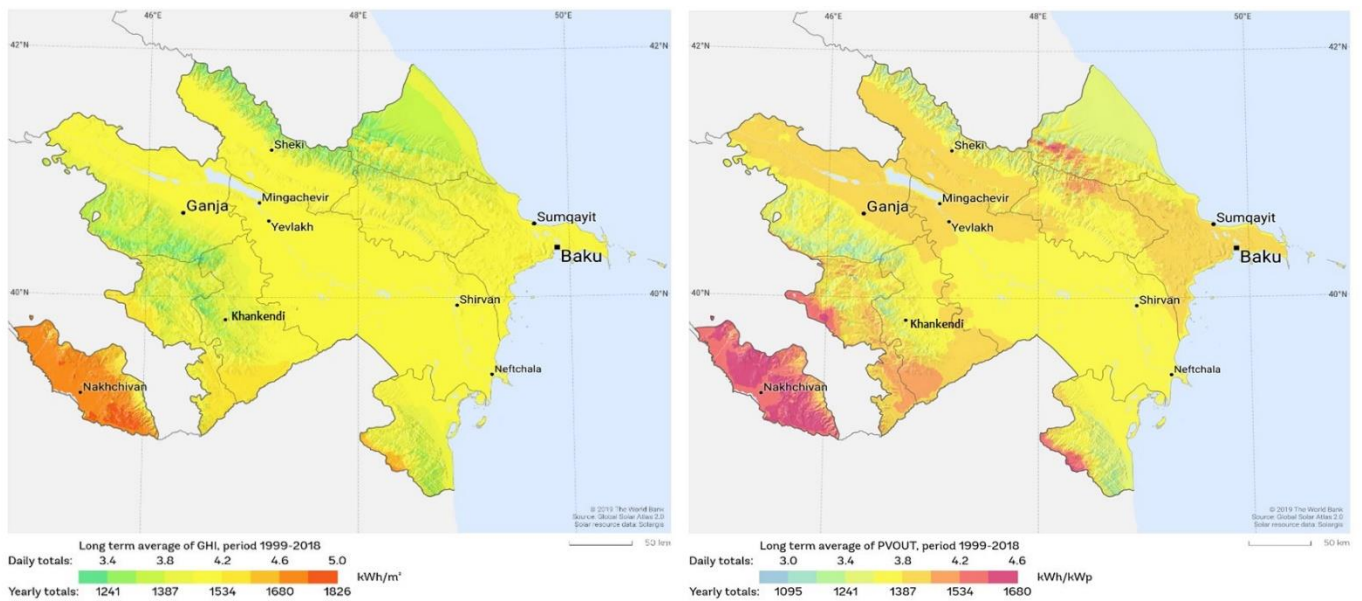 46°E
48°E
50°E
42°N
42°N
Sheki
Mingachevir
Ganja
Yevlakh
Sumqayit
Baku
40°N
40°N
Shirvan
Khankendi
Nakhchivan
Neftchala
46°E
48°E
50°E
© 2019 The World Bank
Source: Global Solar Atlas 2.0
Solar resource data: Solargis
Long term average of GHI, period 1999-2018
50 km
Daily totals: 3.4 3.8 4.2 4.6 5.0
kWh/m²
Yearly totals: 1241 1387 1534 1680 1826
46°E
48°E
50°E
42°N
42°N
Sheki
Mingachevir
Ganja
Yevlakh
Sumqayit
Baku
40°N
40°N
Shirvan
Khankendi
Nakhchivan
Neftchala
46°E
48°E
50°E
© 2019 The World Bank
Source: Global Solar Atlas 2.0
Solar resource data: Solargis
Long term average of PVOUT, period 1999-2018
50 km
Daily totals: 3.0 3.4 3.8 4.2 4.6
kWh/kWp
Yearly totals: 1095 1241 1387 1534 1680